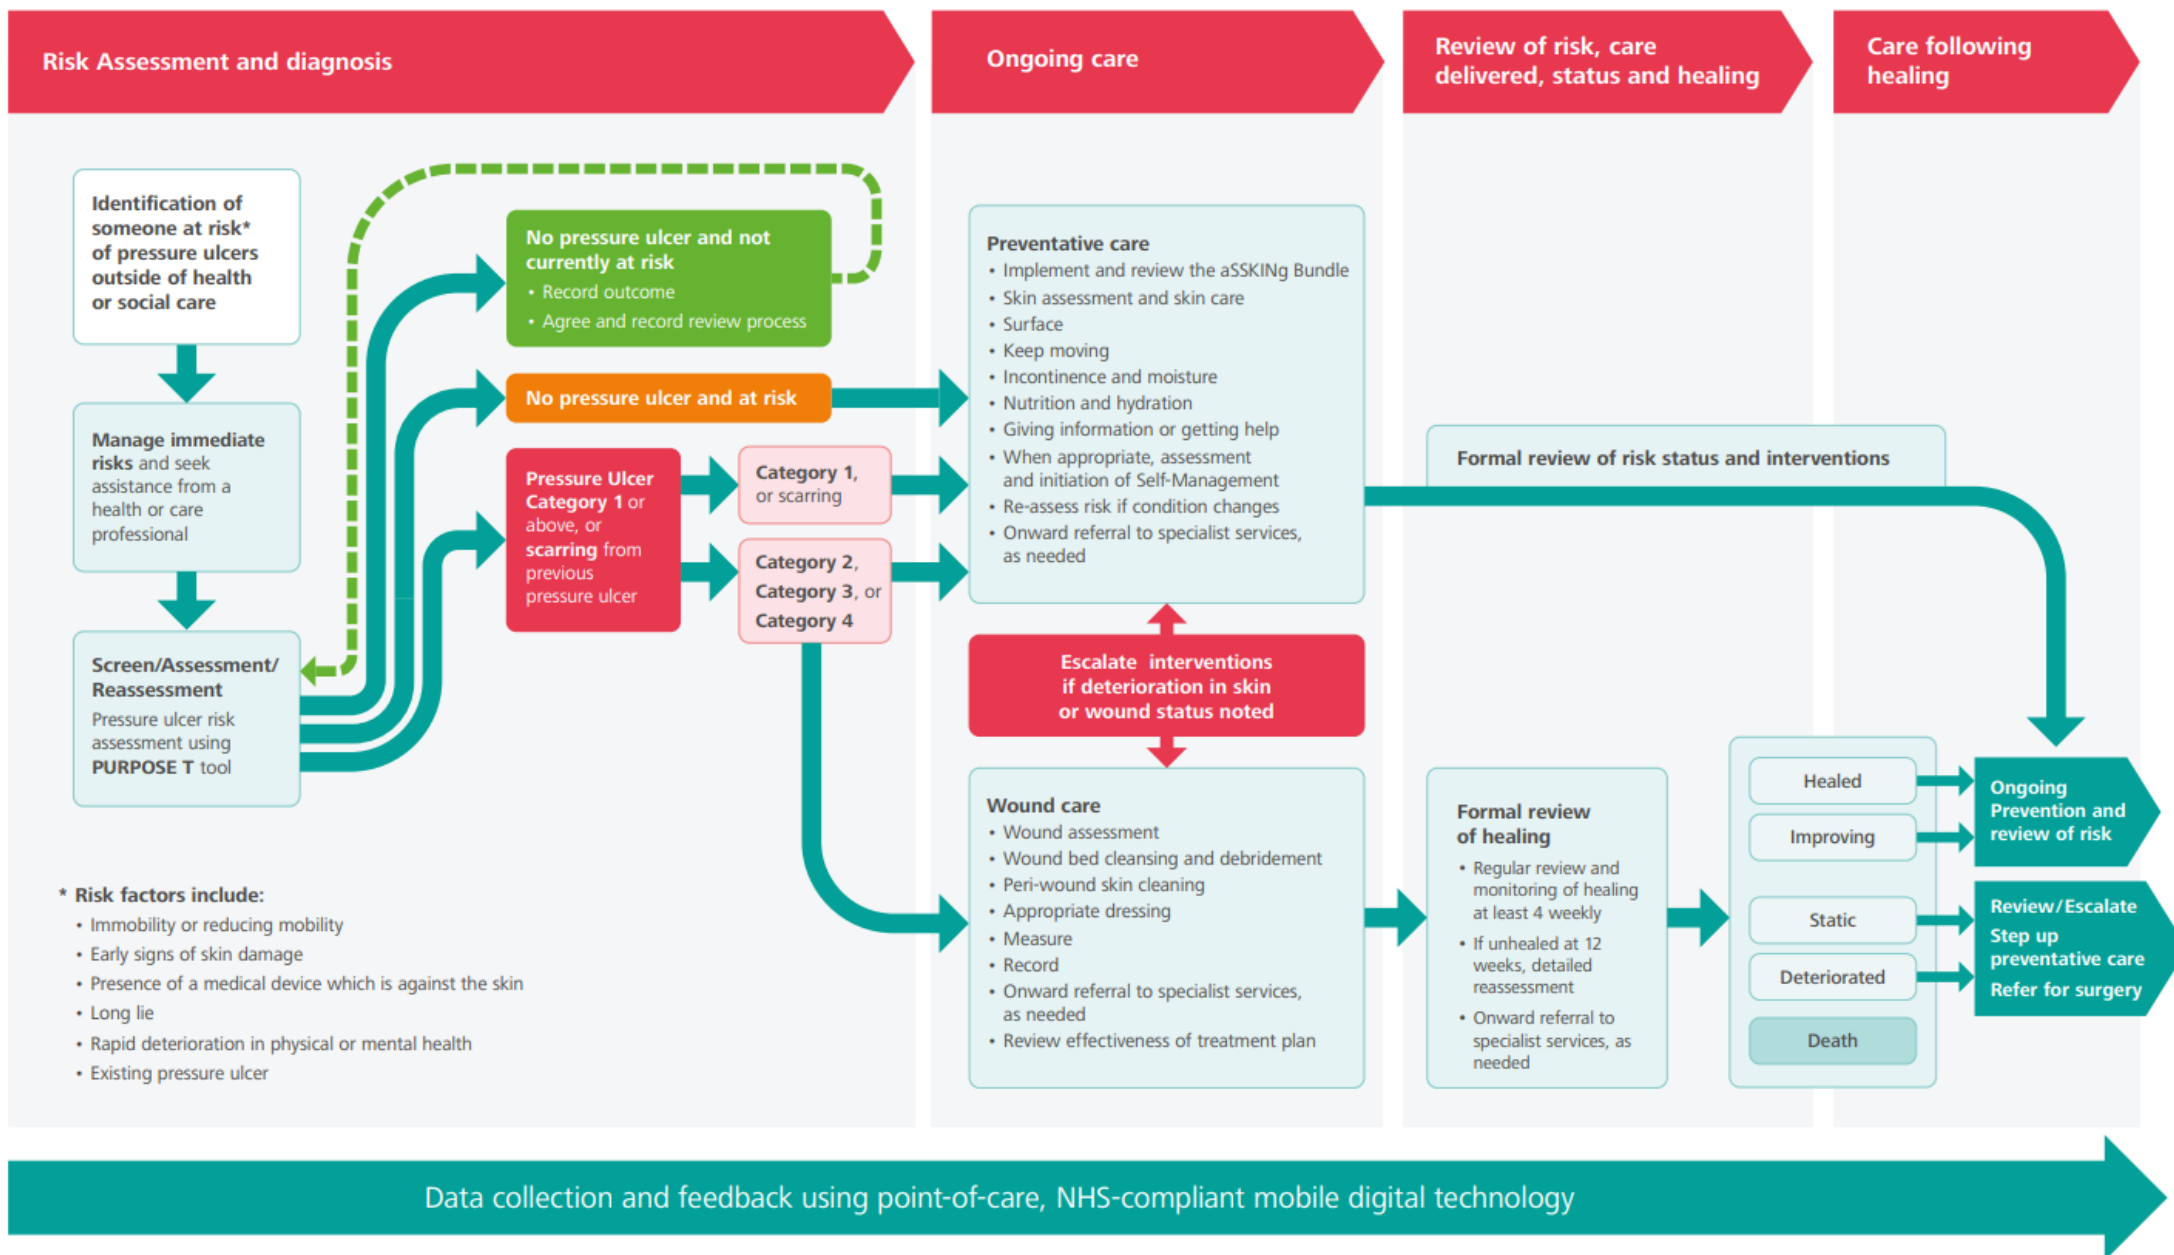 Risk Assessment and diagnosis
Ongoing care
Review of risk, care
delivered, status and healing
Care following
healing
Identification of
someone at risk*
of pressure ulcers
outside of health
or social care
Manage immediate
risks and seek
assistance from a
health or care
professional
Screen/Assessment/
Reassessment
Pressure ulcer risk
assessment using
PURPOSE T tool
* Risk factors include:
• Immobility or reducing mobility
• Early signs of skin damage
• Presence of a medical device which is against the skin
• Long lie
• Rapid deterioration in physical or mental health
• Existing pressure ulcer
No pressure ulcer and not
currently at risk
• Record outcome
• Agree and record review process
No pressure ulcer and at risk
Pressure Ulcer
Category 1 or
above, or
scarring from
previous
pressure ulcer
Category 1,
or scarring
Category 2,
Category 3, or
Category 4
Preventative care
• Implement and review the aSSKINg Bundle
• Skin assessment and skin care
• Surface
• Keep moving
• Incontinence and moisture
• Nutrition and hydration
• Giving information or getting help
• When appropriate, assessment
and initiation of Self-Management
• Re-assess risk if condition changes
• Onward referral to specialist services,
as needed
Escalate interventions
if deterioration in skin
or wound status noted
Wound care
• Wound assessment
• Wound bed cleansing and debridement
• Peri-wound skin cleaning
• Appropriate dressing
• Measure
• Record
• Onward referral to specialist services,
as needed
• Review effectiveness of treatment plan
Formal review of risk status and interventions
Formal review
of healing
• Regular review and
monitoring of healing
at least 4 weekly
• If unhealed at 12
weeks, detailed
reassessment
• Onward referral to
specialist services, as
needed
Healed
Improving
Static
Deteriorated
Death
Ongoing
Prevention and
review of risk
Review/Escalate
Step up
preventative care
Refer for surgery
Data collection and feedback using point-of-care, NHS-compliant mobile digital technology